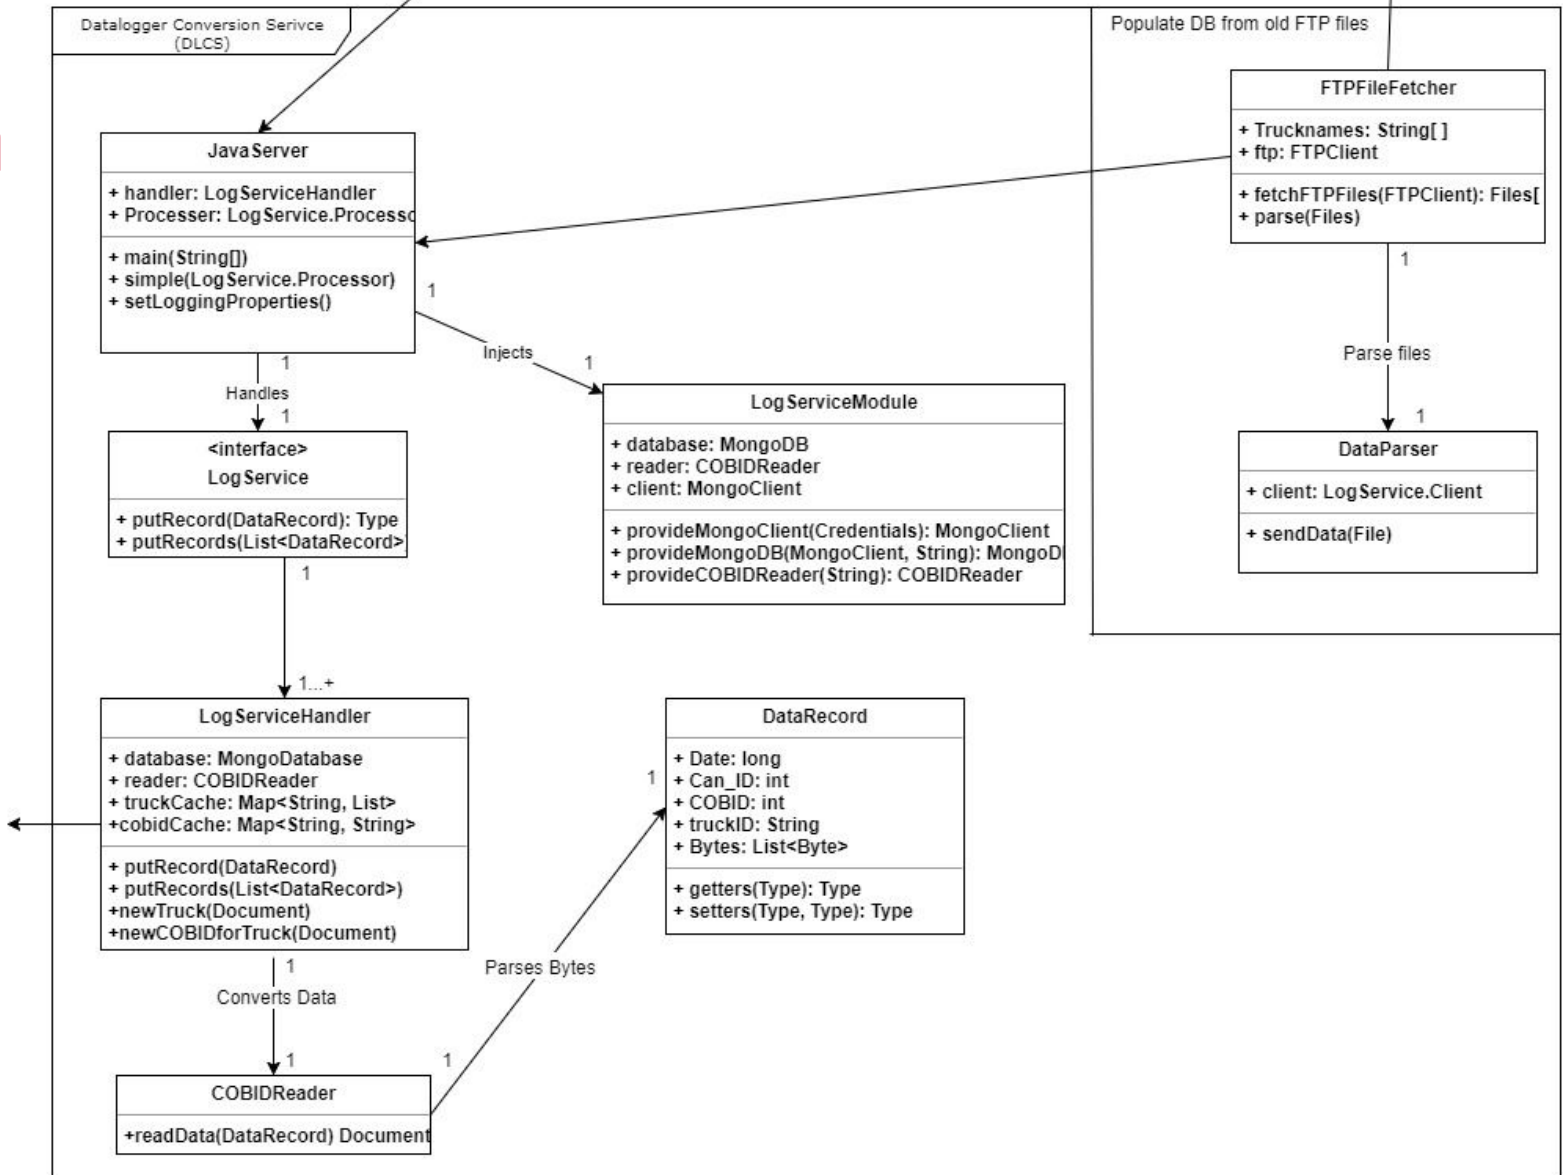 Datalogger Conversion Serivce
(DLCS)
Populate DB from old FTP files
FTPFileFetcher
+ Trucknames: String[ ]
+ ftp: FTPClient
+ fetchFTPFiles(FTPClient): Files[
+ parse(Files)
JavaServer
+ handler: LogServiceHandler
+ Processer: LogService.Processo
+ main(String[])
+ simple(LogService.Processor)
+ setLoggingProperties()
1
Injects
1
1
Handles
1
1
Parse files
1
LogServiceModule
+ database: MongoDB
+ reader: COBIDReader
+ client: MongoClient
+ provideMongoClient(Credentials): MongoClient
+ provideMongoDB(MongoClient, String): MongoD
+ provideCOBIDReader(String): COBIDReader
<interface>
LogService
+ putRecord(DataRecord): Type
+ putRecords(List<DataRecord>)
DataParser
+ client: LogService.Client
+ sendData(File)
1
1...+
LogServiceHandler
+ database: MongoDatabase
+ reader: COBIDReader
+ truckCache: Map<String, List>
+cobidCache: Map<String, String>
+ putRecord(DataRecord)
+ putRecords(List<DataRecord>)
+newTruck(Document)
+newCOBIDforTruck(Document)
DataRecord
+ Date: long
+ Can_ID: int
+ COBID: int
+ truckID: String
+ Bytes: List<Byte>
+ getters(Type): Type
+ setters(Type, Type): Type
1
Parses Bytes
1
1
Converts Data
1
COBIDReader
+readData(DataRecord) Document